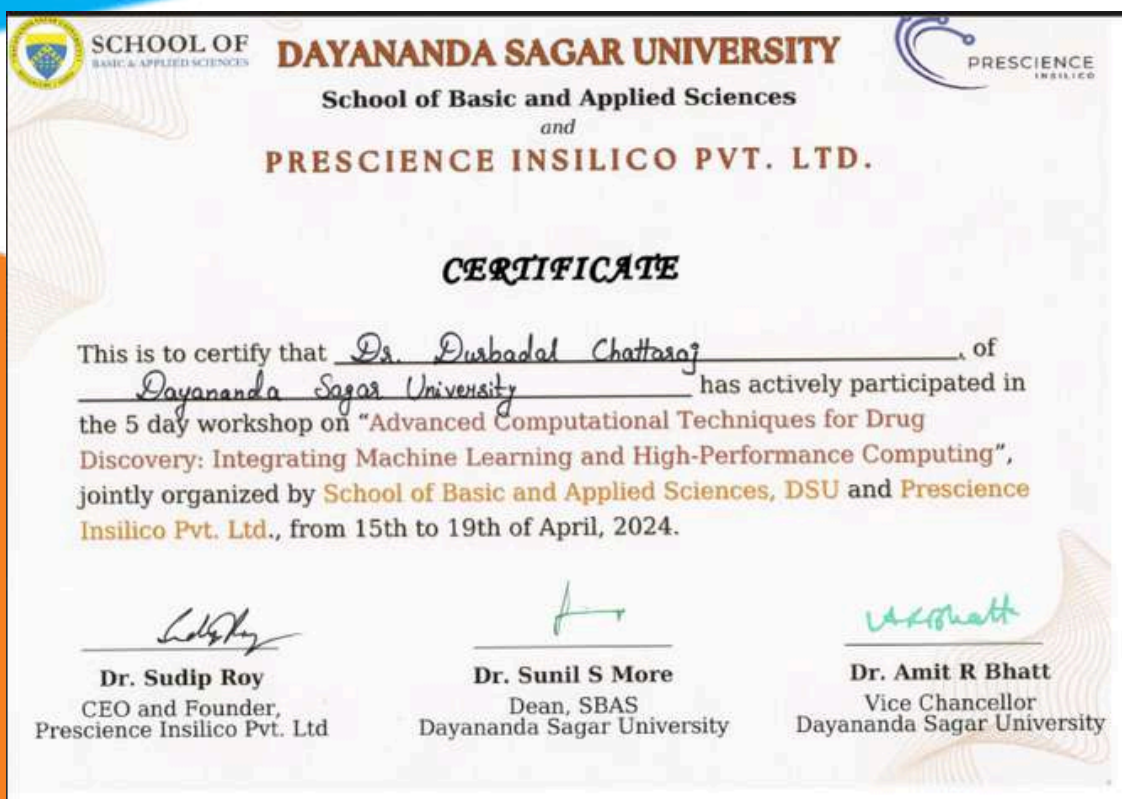 SCHOOL OF
BASIC & APPLIED SCIENCES
DAYANANDA SAGAR UNIVERSITY
PRESCIENCE
INSILICO
School of Basic and Applied Sciences
and
PRESCIENCE INSILICO PVT. LTD.
CERTIFICATE
This is to certify that Dr. Durbadal Chattaraj, of
Dayananda Sagar University has actively participated in
the 5 day workshop on "Advanced Computational Techniques for Drug
Discovery: Integrating Machine Learning and High-Performance Computing",
jointly organized by School of Basic and Applied Sciences, DSU and Prescience
Insilico Pvt. Ltd., from 15th to 19th of April, 2024.
Dr. Sudip Roy
CEO and Founder,
Prescience Insilico Pvt. Ltd
Dr. Sunil S More
Dean, SBAS
Dayananda Sagar University
Dr. Amit R Bhatt
Vice Chancellor
Dayananda Sagar University